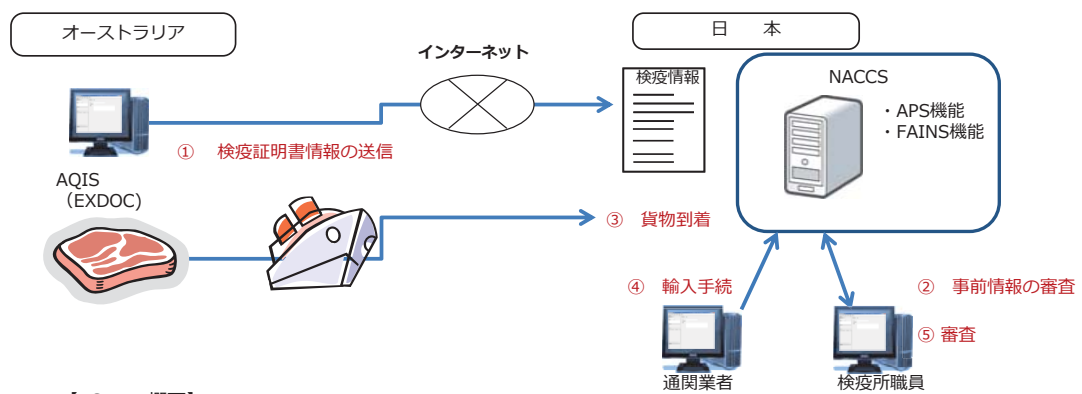 オーストラリア
日 本
インターネット
検疫情報
NACCS
・APS機能
・FAINS機能
① 検疫証明書情報の送信
AQIS
（EXDOC)
③ 貨物到着
④ 輸入手続
② 事前情報の審査
⑤ 審査
通関業者
検疫所職員